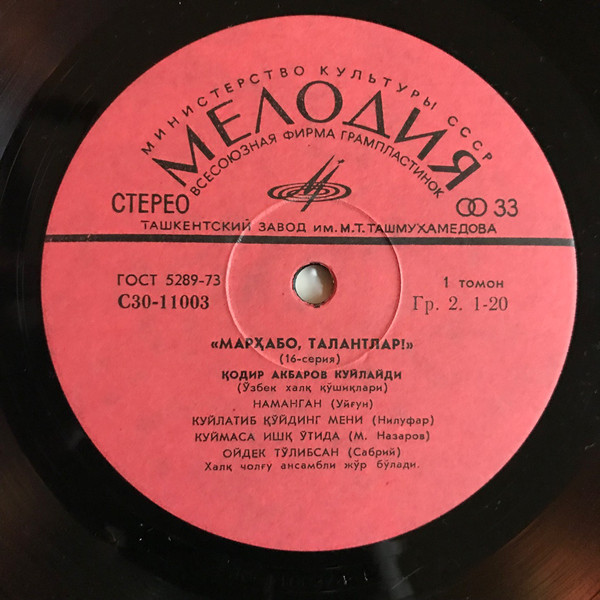 МИНИСТЕРСТВО КУЛЬТУРЫ СССР
МЕЛОДИЯ
ВСЕСОЮЗНАЯ ФИРМА ГРАМПЛАСТИНОК
СТЕРЕО
33
ТАШКЕНТСКИЙ ЗАВОД ИМ. М.Т. ТАШМУХАМЕДОВА
ГОСТ 5289-73
С30-11003
1 томон
Гр. 2. 1-20
«МАРҲАБО, ТАЛАНТЛАР!»
(16-серия)
ҚОДИР АКБАРОВ КУЙЛАЙДИ
(Ўзбек халқ қўшиқлари)
НАМАНГАН (Уйғун)
КУЙЛАТИБ ҚЎЙДИНГ МЕНИ (Нилуфар)
КУЙМАСА ИШҚ ЎТИДА (М. Назаров)
ОЙДЕК ТЎЛИБСАН (Сабрий)
Халқ чолғу ансамбли жўр бўлади.